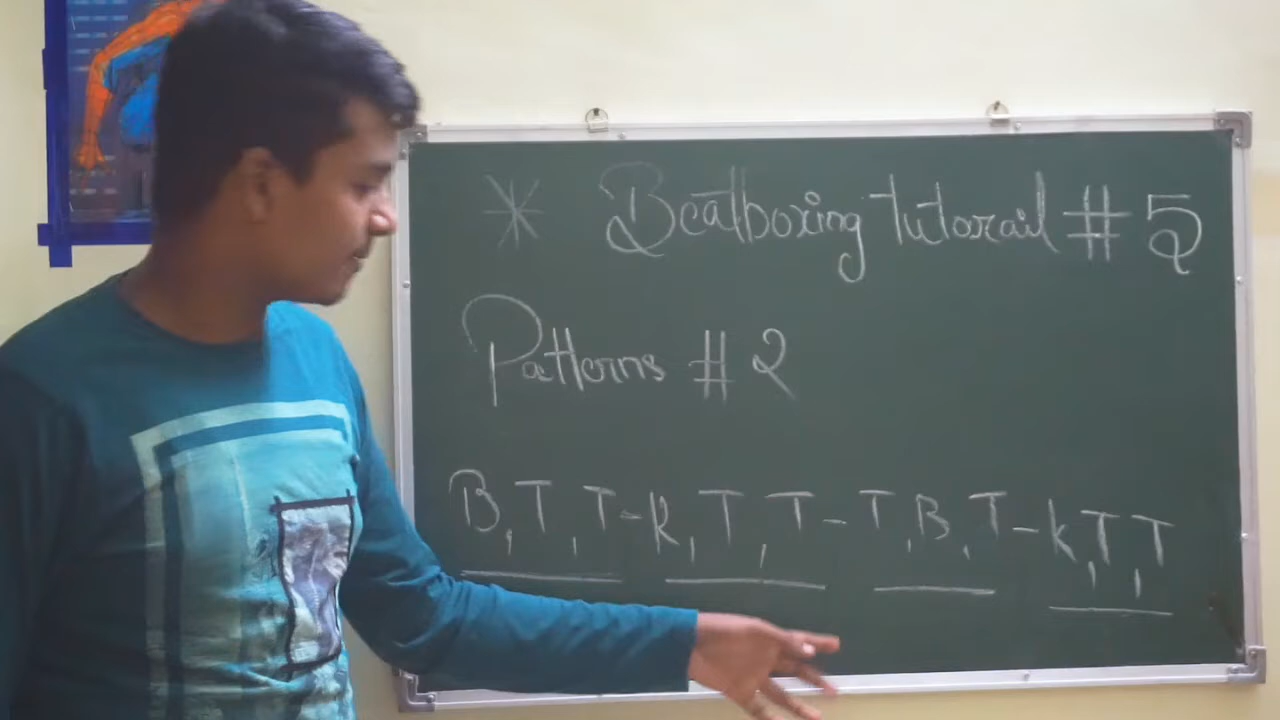 * Beatboxing tutorail # 5
Patterns # 2
B, T, T - K, T, T - T, B, T - K, T, T